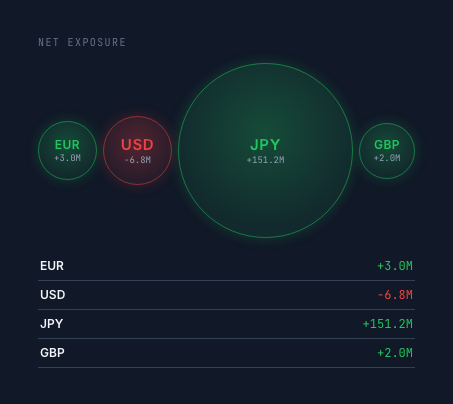 NET EXPOSURE
EUR
+3.0M
USD
-6.8M
JPY
+151.2M
GBP
+2.0M
EUR +3.0M
USD -6.8M
JPY +151.2M
GBP +2.0M